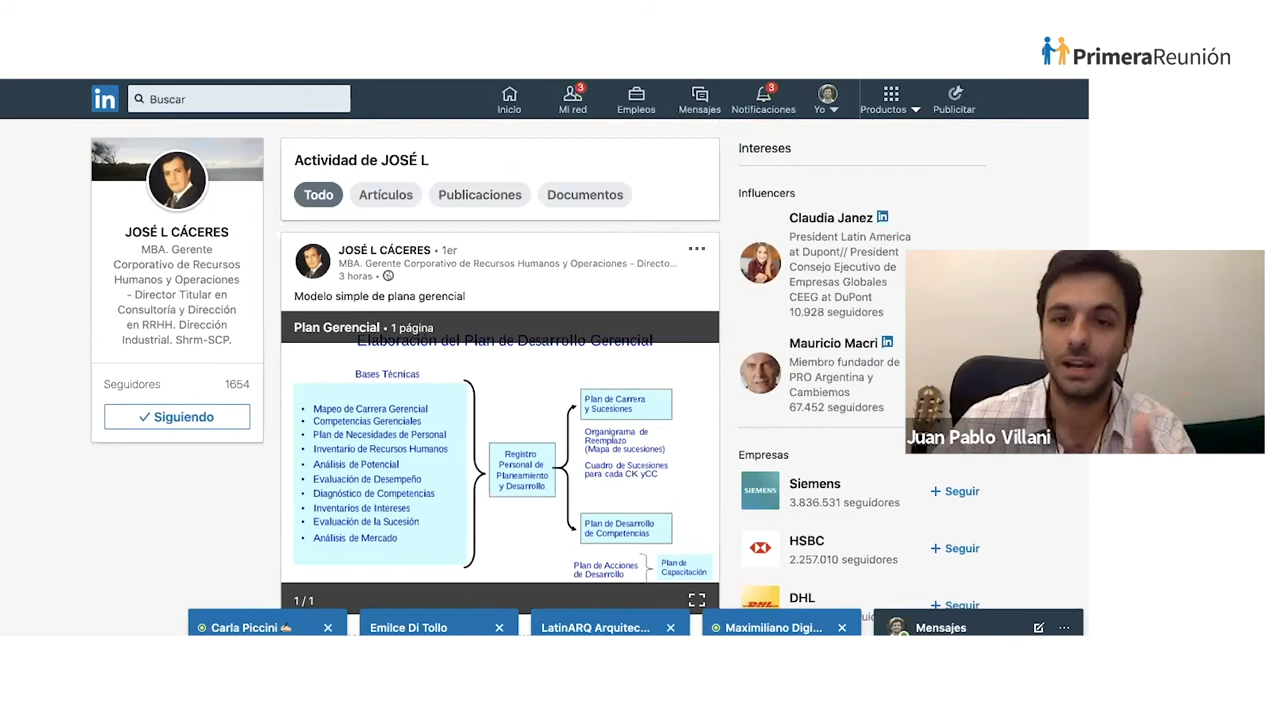 PrimeraReunión
in
Buscar
Inicio
3
Mi red
Empleos
Mensajes
3
Notificaciones
Yo
Productos
Publicitar
JOSÉ L CÁCERES
MBA. Gerente
Corporativo de Recursos
Humanos y Operaciones
- Director Titular en
Consultoría y Dirección
en RRHH. Dirección
Industrial. Shrm-SCP.
Seguidores 1654
Siguiendo
Actividad de JOSÉ L
Todo Artículos Publicaciones Documentos
JOSÉ L CÁCERES • 1er
MBA. Gerente Corporativo de Recursos Humanos y Operaciones - Directo...
3 horas •
Modelo simple de plana gerencial
Plan Gerencial • 1 página
Elaboración del Plan de Desarrollo Gerencial
Bases Técnicas
• Mapeo de Carrera Gerencial
• Competencias Gerenciales
• Plan de Necesidades de Personal
• Inventario de Recursos Humanos
• Análisis de Potencial
• Evaluación de Desempeño
• Diagnóstico de Competencias
• Inventarios de Intereses
• Evaluación de la Sucesión
• Análisis de Mercado
Registro
Personal de
Planeamiento
y Desarrollo
Plan de Carrera
y Sucesiones
Organigrama de
Reemplazo
(Mapa de sucesiones)
Cuadro de Sucesiones
para cada CK yCC
Plan de Desarrollo
de Competencias
Plan de Acciones
de Desarrollo
Plan de
Capacitación
1 / 1
Intereses
Influencers
Claudia Janez in
President Latin America
at Dupont// President
Consejo Ejecutivo de
Empresas Globales
CEEG at DuPont
10.928 seguidores
Mauricio Macri in
Miembro fundador de
PRO Argentina y
Cambiemos
67.452 seguidores
Empresas
SIEMENS
Siemens
3.836.531 seguidores
+ Seguir
HSBC
2.257.010 seguidores
+ Seguir
DHL
DHL
+ Seguir
Juan Pablo Villani
Carla Piccini
Emilce Di Tollo
LatinARQ Arquitec...
Maximiliano Digi...
Mensajes